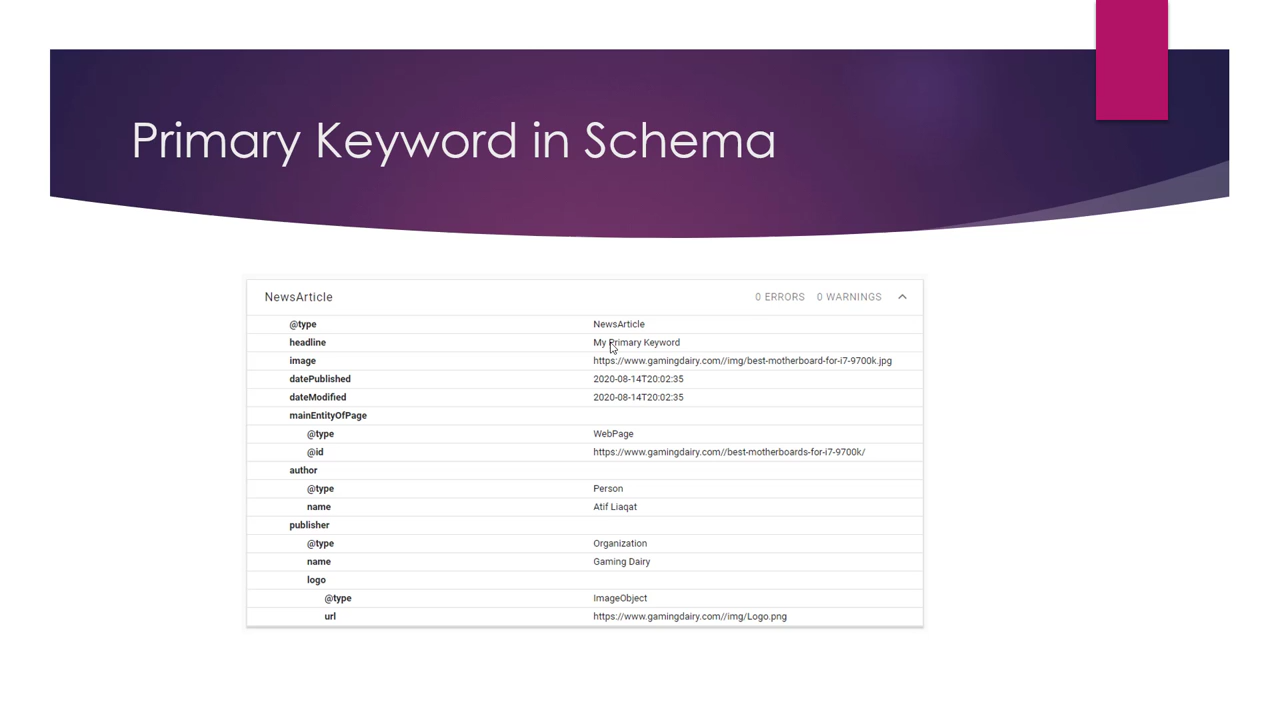 Primary Keyword in Schema
NewsArticle 0 ERRORS 0 WARNINGS
@type NewsArticle
headline My Primary Keyword
image https://www.gamingdairy.com//img/best-motherboard-for-i7-9700k.jpg
datePublished 2020-08-14T20:02:35
dateModified 2020-08-14T20:02:35
mainEntityOfPage
@type WebPage
@id https://www.gamingdairy.com//best-motherboards-for-i7-9700k/
author
@type Person
name Atif Liaqat
publisher
@type Organization
name Gaming Dairy
logo
@type ImageObject
url https://www.gamingdairy.com//img/Logo.png